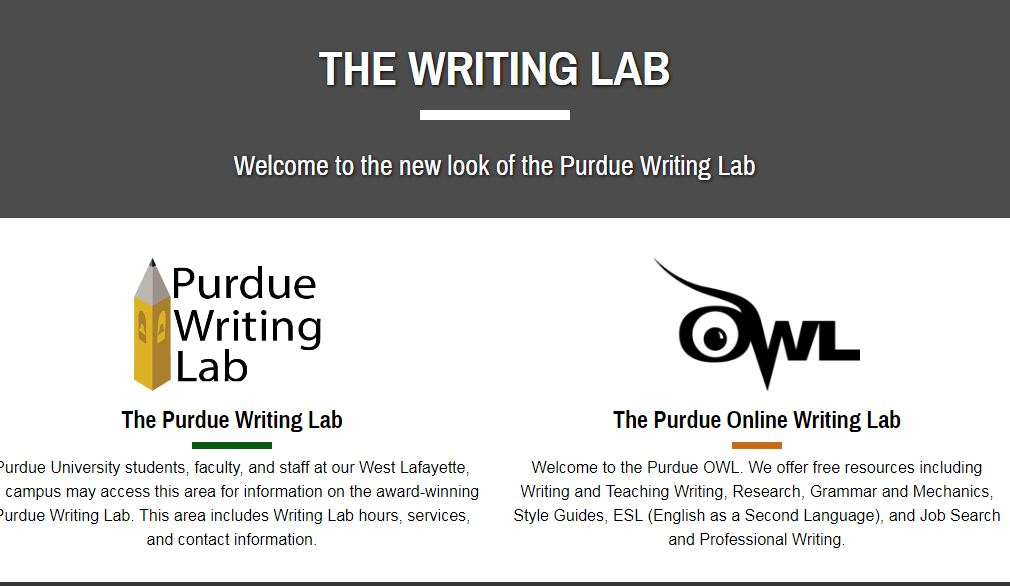 THE WRITING LAB
Welcome to the new look of the Purdue Writing Lab
Purdue
Writing
Lab
OWL
The Purdue Writing Lab
Purdue University students, faculty, and staff at our West Lafayette,
campus may access this area for information on the award-winning
Purdue Writing Lab. This area includes Writing Lab hours, services,
and contact information.
The Purdue Online Writing Lab
Welcome to the Purdue OWL. We offer free resources including
Writing and Teaching Writing, Research, Grammar and Mechanics,
Style Guides, ESL (English as a Second Language), and Job Search
and Professional Writing.